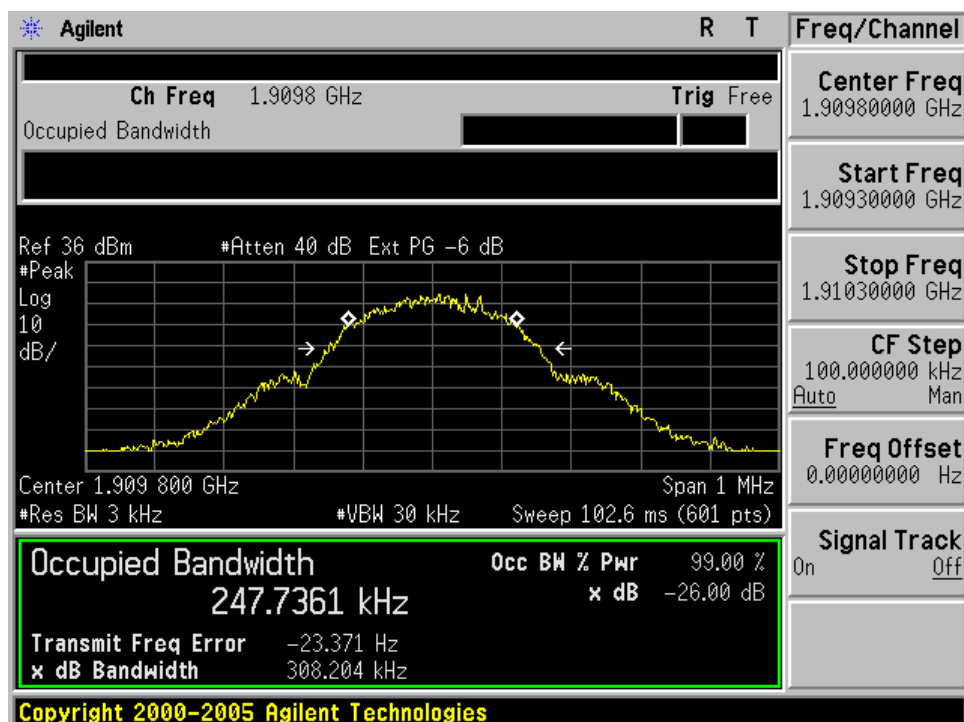 Agilent R T
Ch Freq 1.9098 GHz Trig Free
Occupied Bandwidth
Ref 36 dBm #Atten 40 dB Ext PG -6 dB
#Peak
Log
10
dB/
Center 1.909 800 GHz Span 1 MHz
#Res BW 3 kHz #VBW 30 kHz Sweep 102.6 ms (601 pts)
Occupied Bandwidth
247.7361 kHz
Occ BW % Pwr 99.00 %
x dB -26.00 dB
Transmit Freq Error -23.371 Hz
x dB Bandwidth 308.204 kHz
Copyright 2000-2005 Agilent Technologies
Freq/Channel
Center Freq
1.90980000 GHz
Start Freq
1.90930000 GHz
Stop Freq
1.91030000 GHz
CF Step
100.000000 kHz
Auto Man
Freq Offset
0.00000000 Hz
Signal Track
On Off